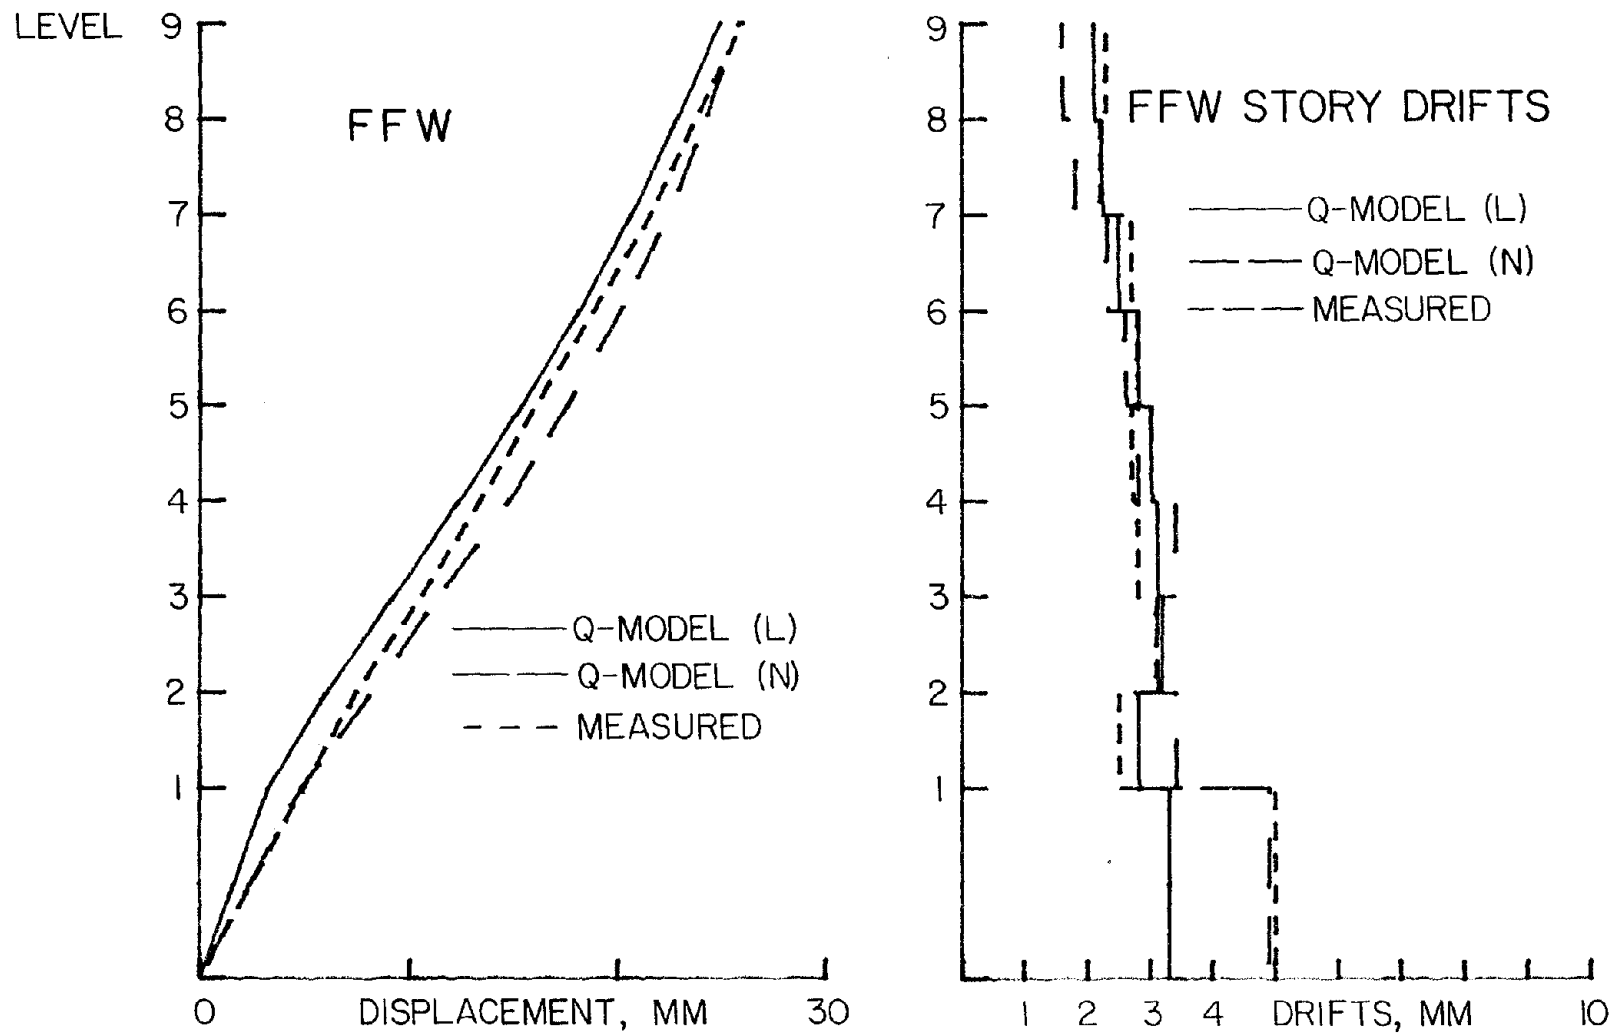 LEVEL
9
8
7
6
5
4
3
2
1
FFW
Q-MODEL (L)
Q-MODEL (N)
MEASURED
0
DISPLACEMENT, MM
30
9
8
7
6
5
4
3
2
1
FFW STORY DRIFTS
Q-MODEL (L)
Q-MODEL (N)
MEASURED
1 2 3 4 DRIFTS, MM 10